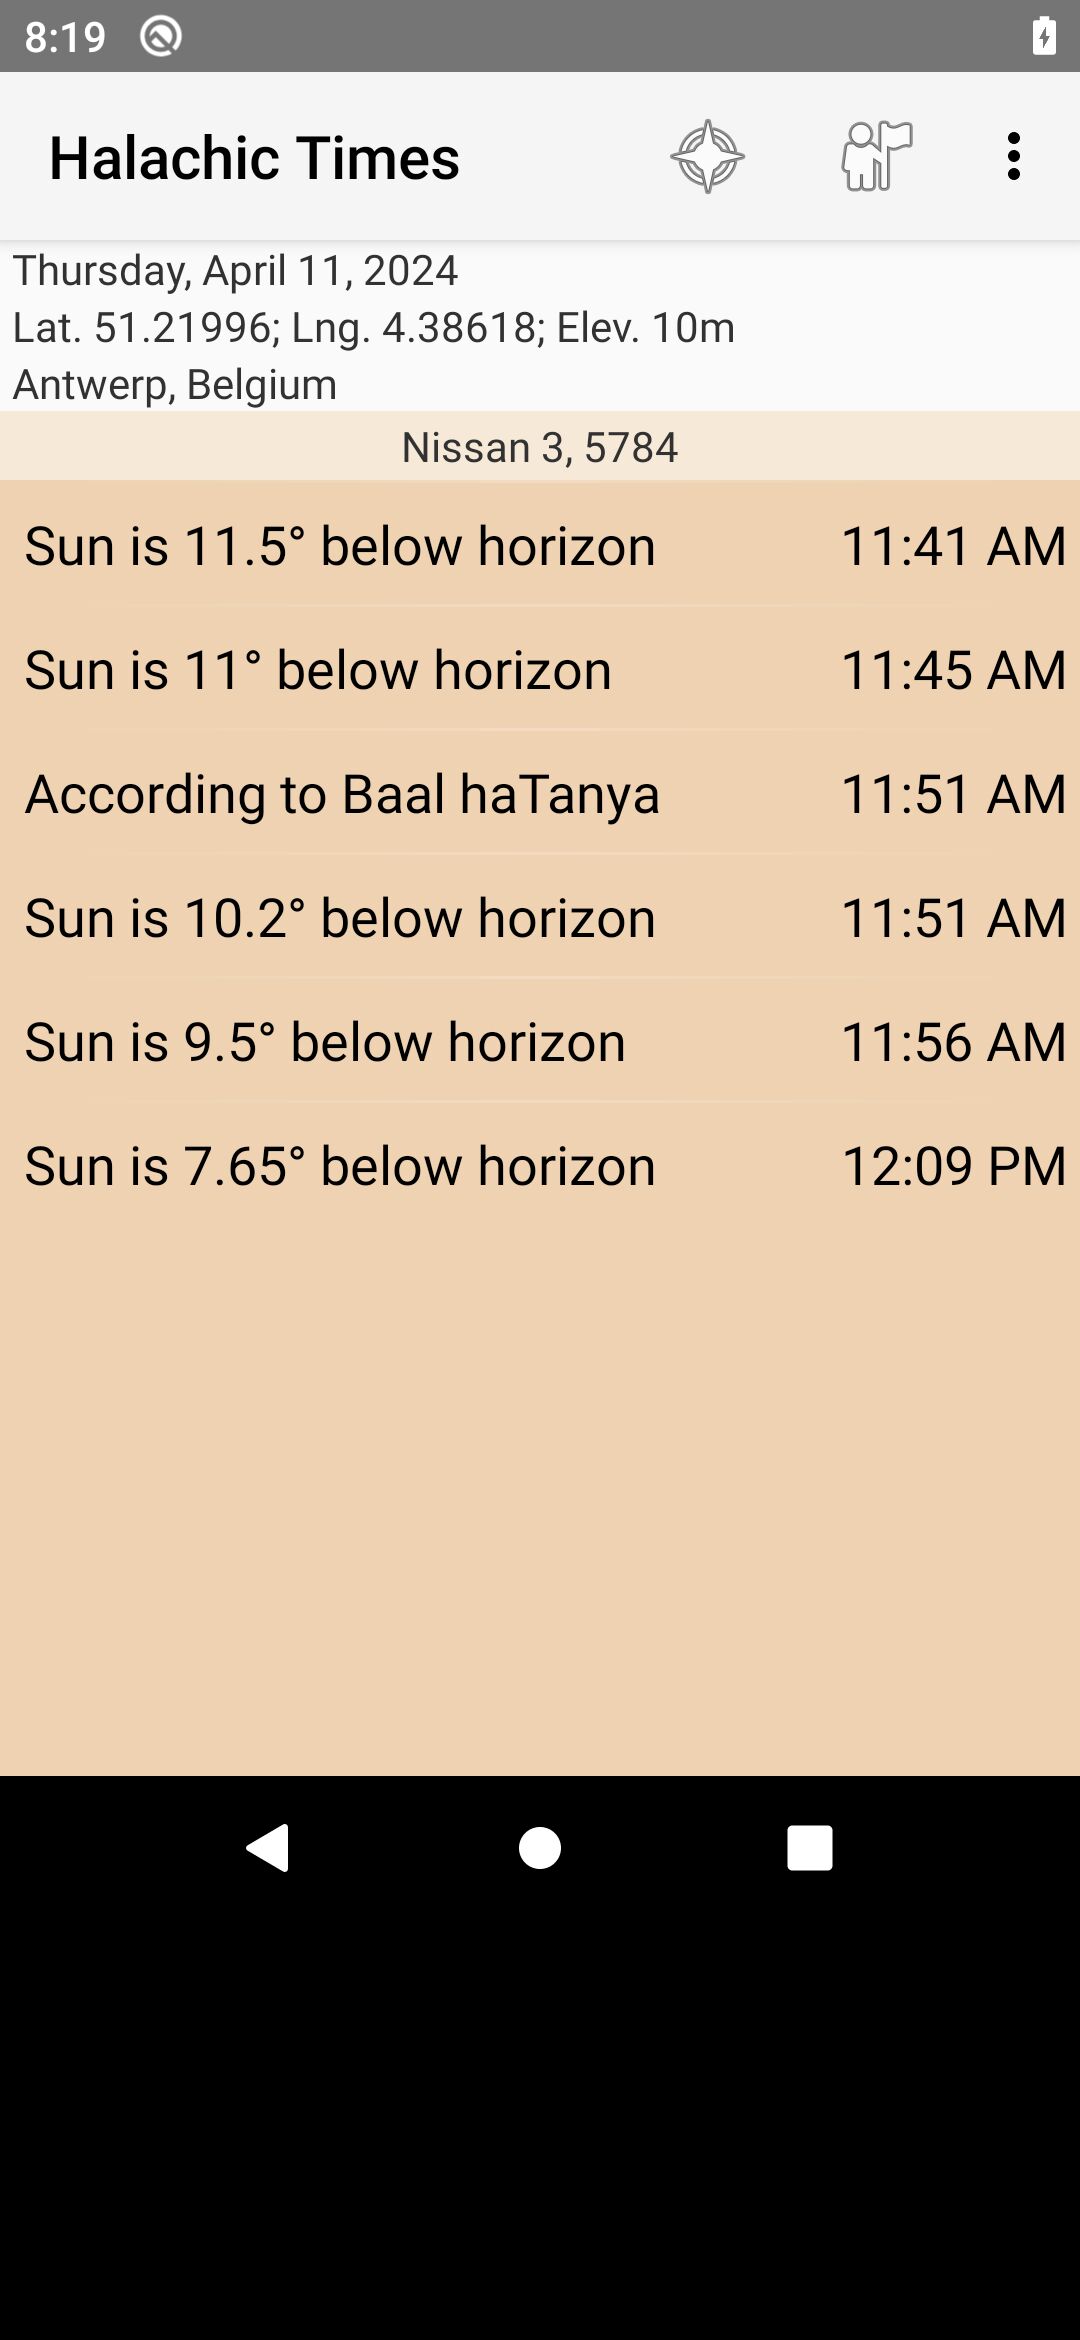 8:19
Halachic Times
Thursday, April 11, 2024
Lat. 51.21996; Lng. 4.38618; Elev. 10m
Antwerp, Belgium
Nissan 3, 5784
Sun is 11.5° below horizon 11:41 AM
Sun is 11° below horizon 11:45 AM
According to Baal haTanya 11:51 AM
Sun is 10.2° below horizon 11:51 AM
Sun is 9.5° below horizon 11:56 AM
Sun is 7.65° below horizon 12:09 PM